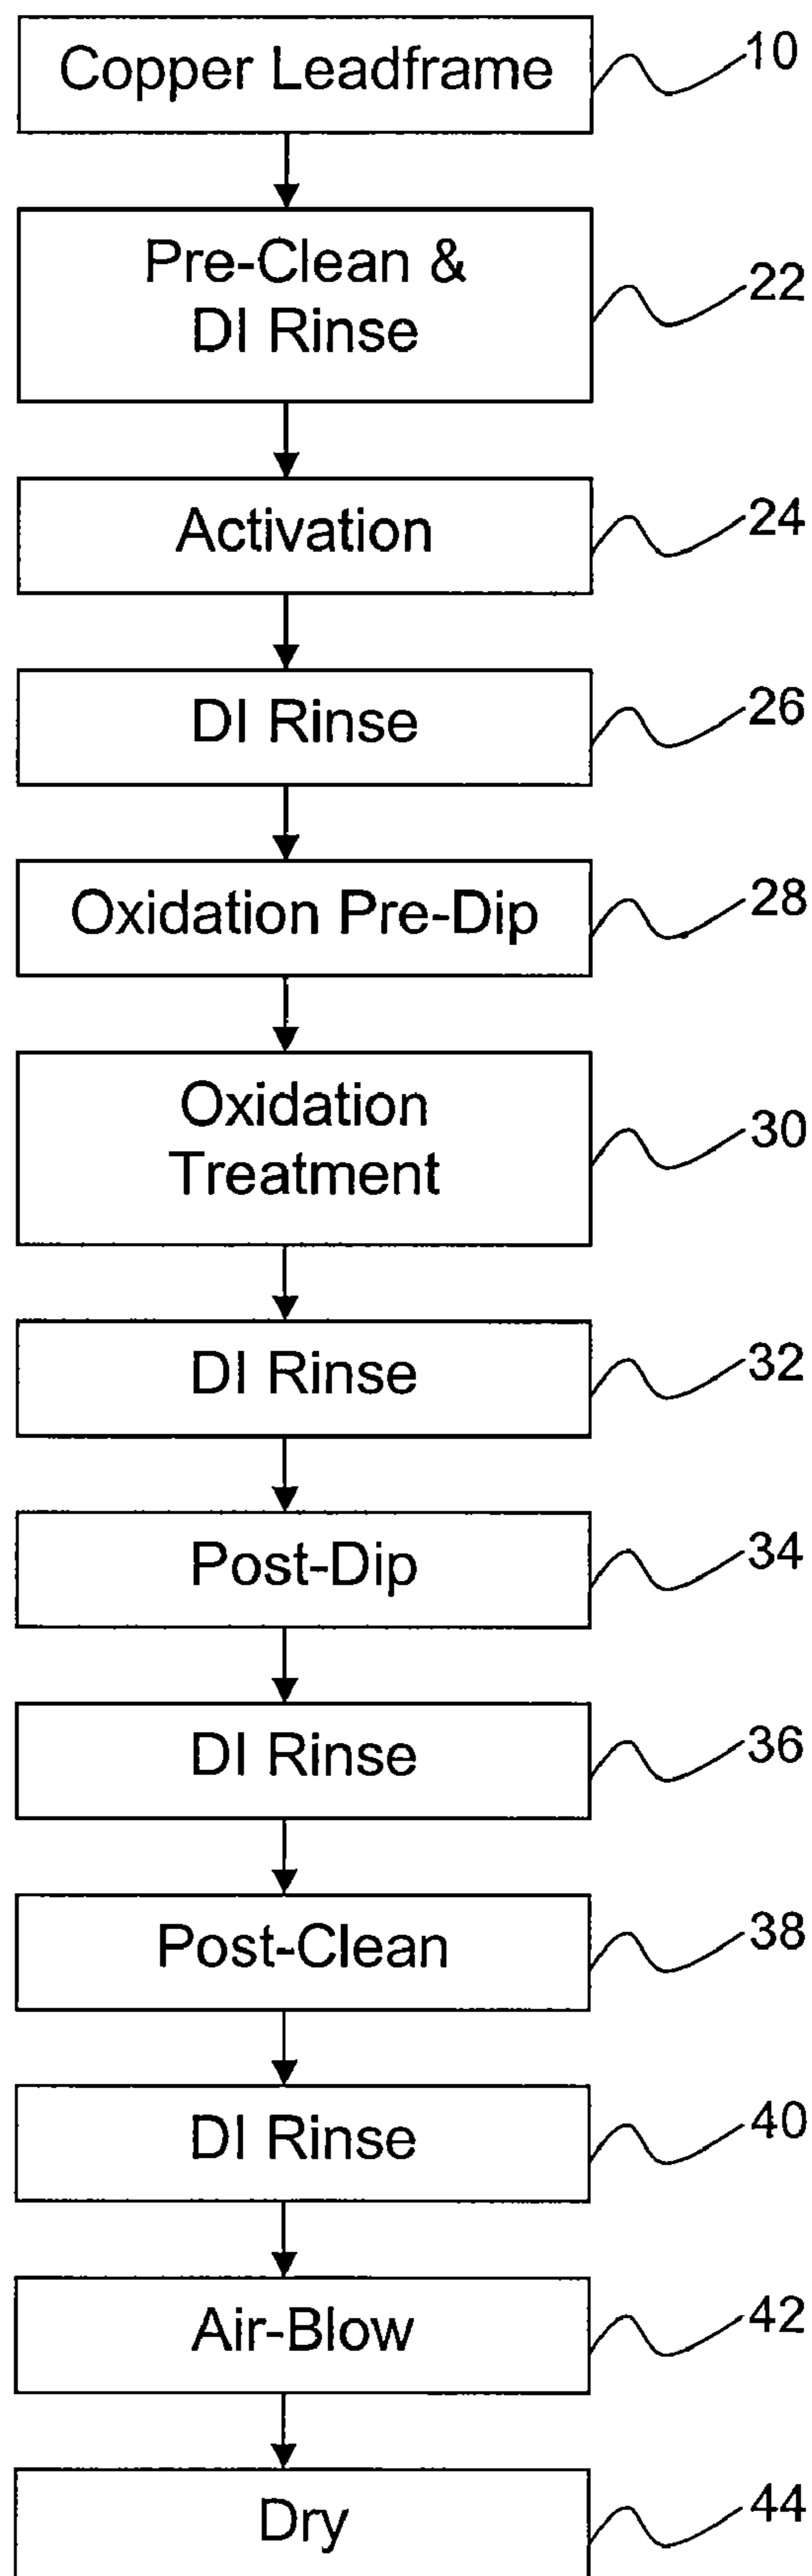 Copper Leadframe
10
Pre-Clean &
DI Rinse
22
Activation
24
DI Rinse
26
Oxidation Pre-Dip
28
Oxidation
Treatment
30
DI Rinse
32
Post-Dip
34
DI Rinse
36
Post-Clean
38
DI Rinse
40
Air-Blow
42
Dry
44